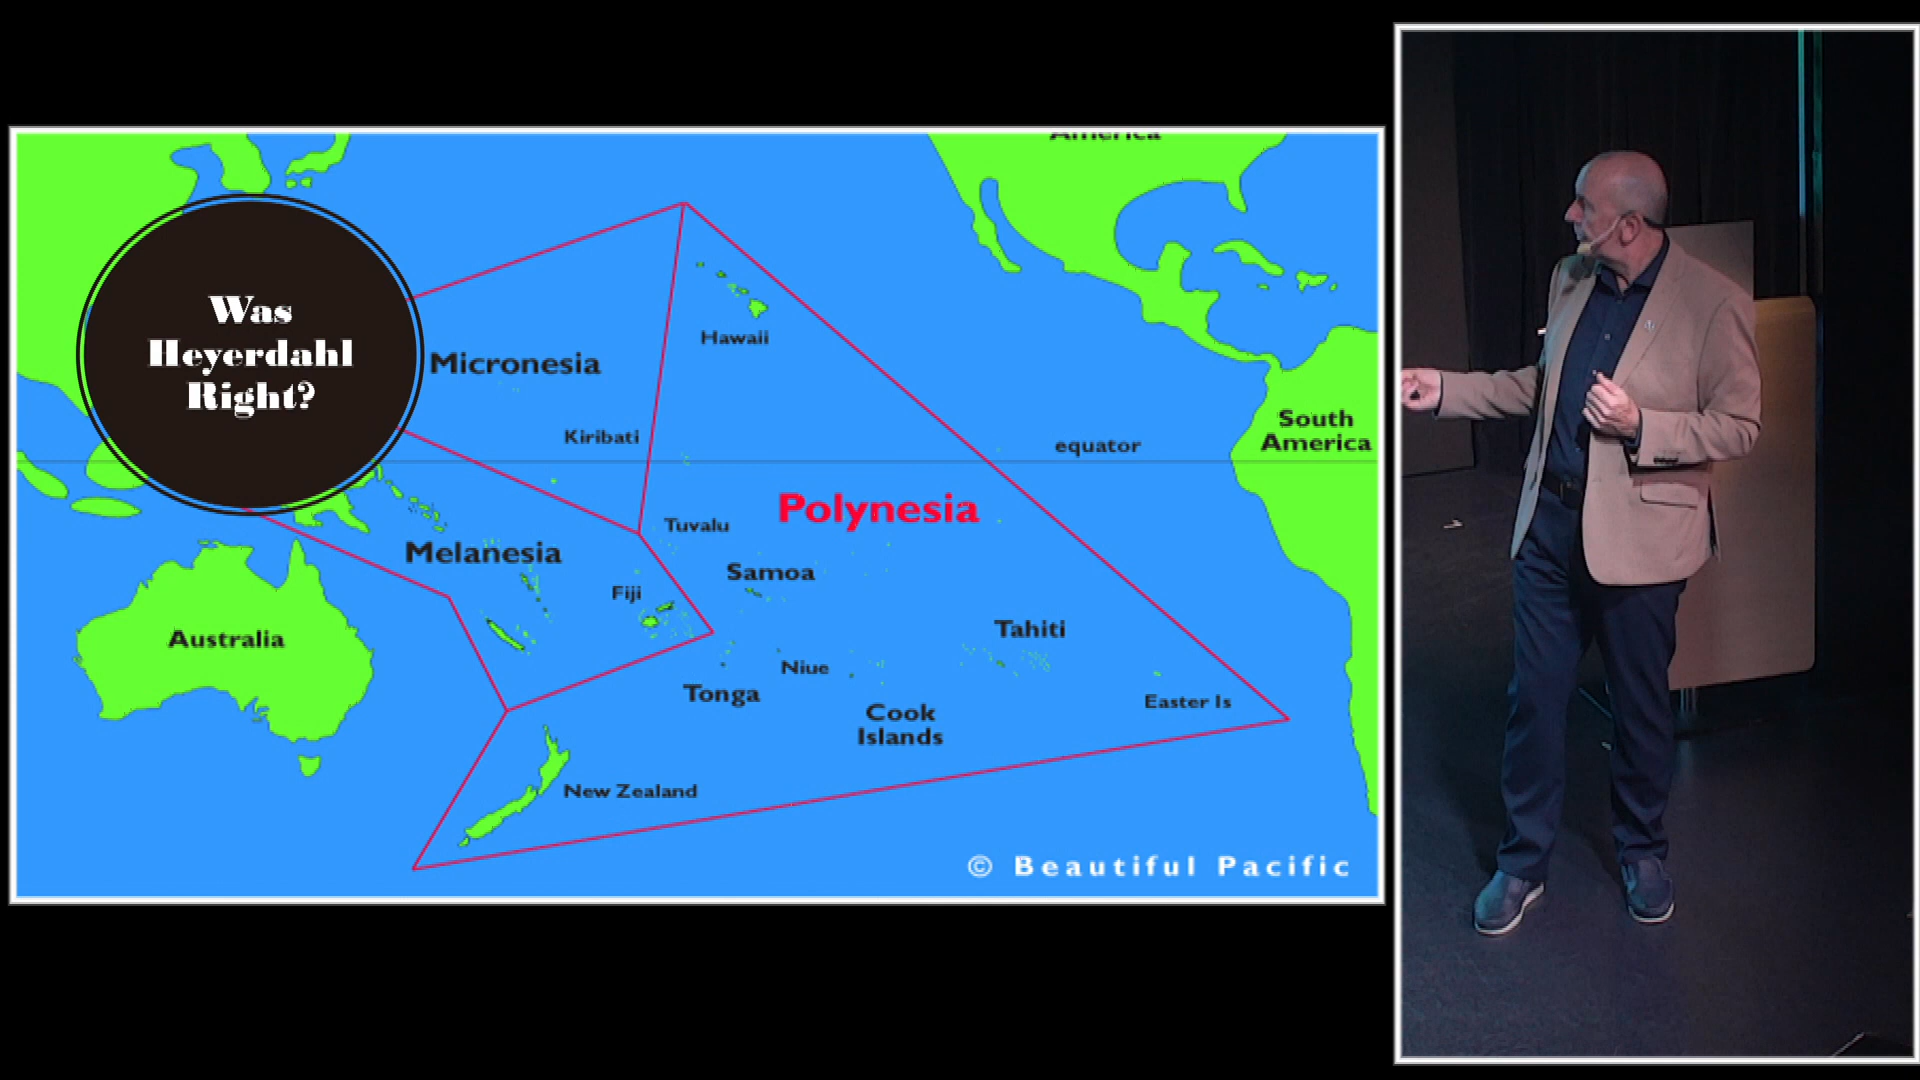 America
Was
Heyerdahl
Right?
Hawaii
Micronesia
Kiribati
equator
South
America
Polynesia
Tuvalu
Melanesia
Samoa
Fiji
Tahiti
Australia
Niue
Tonga
Easter Is
Cook
Islands
New Zealand
© Beautiful Pacific